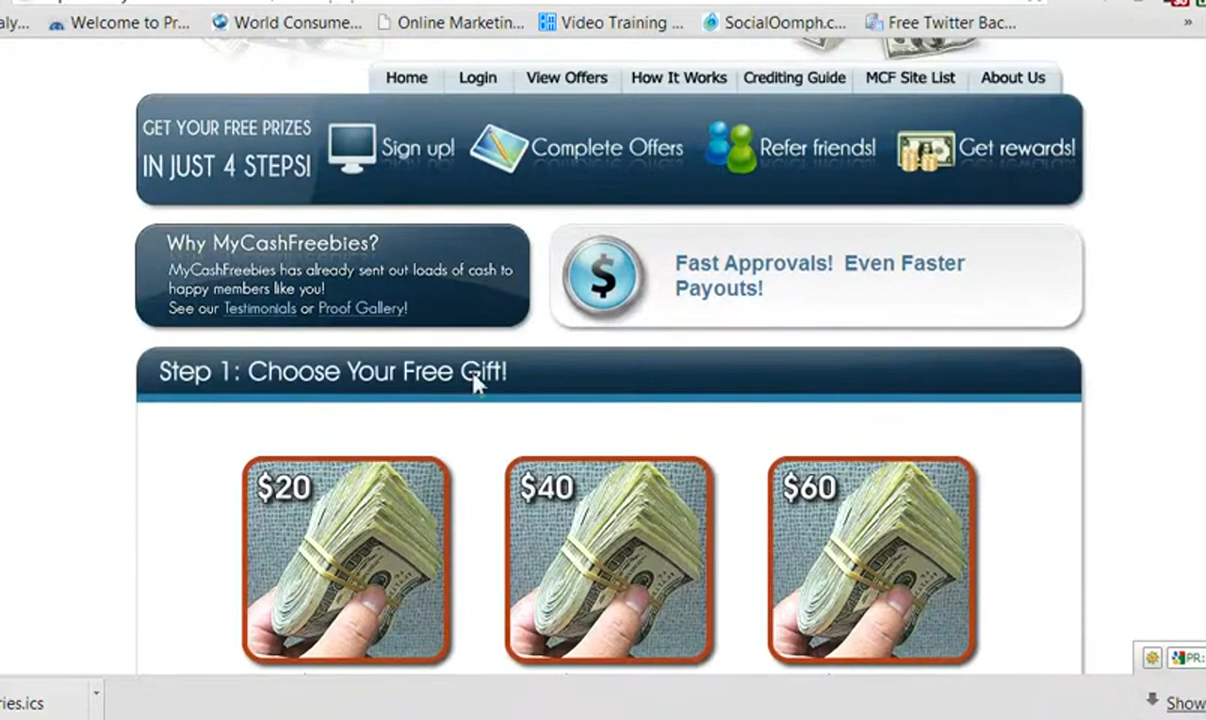 aly...
Welcome to Pr...
World Consume...
Online Marketin...
Video Training ...
SocialOomph.c...
Free Twitter Bac...
»
Home
Login
View Offers
How It Works
Crediting Guide
MCF Site List
About Us
GET YOUR FREE PRIZES
IN JUST 4 STEPS!
Sign up!
Complete Offers
Refer friends!
Get rewards!
Why MyCashFreebies?
MyCashFreebies has already sent out loads of cash to
happy members like you!
See our Testimonials or Proof Gallery!
$
Fast Approvals! Even Faster
Payouts!
Step 1: Choose Your Free Gift!
$20
$40
$60
PR:
ries.ics
Show